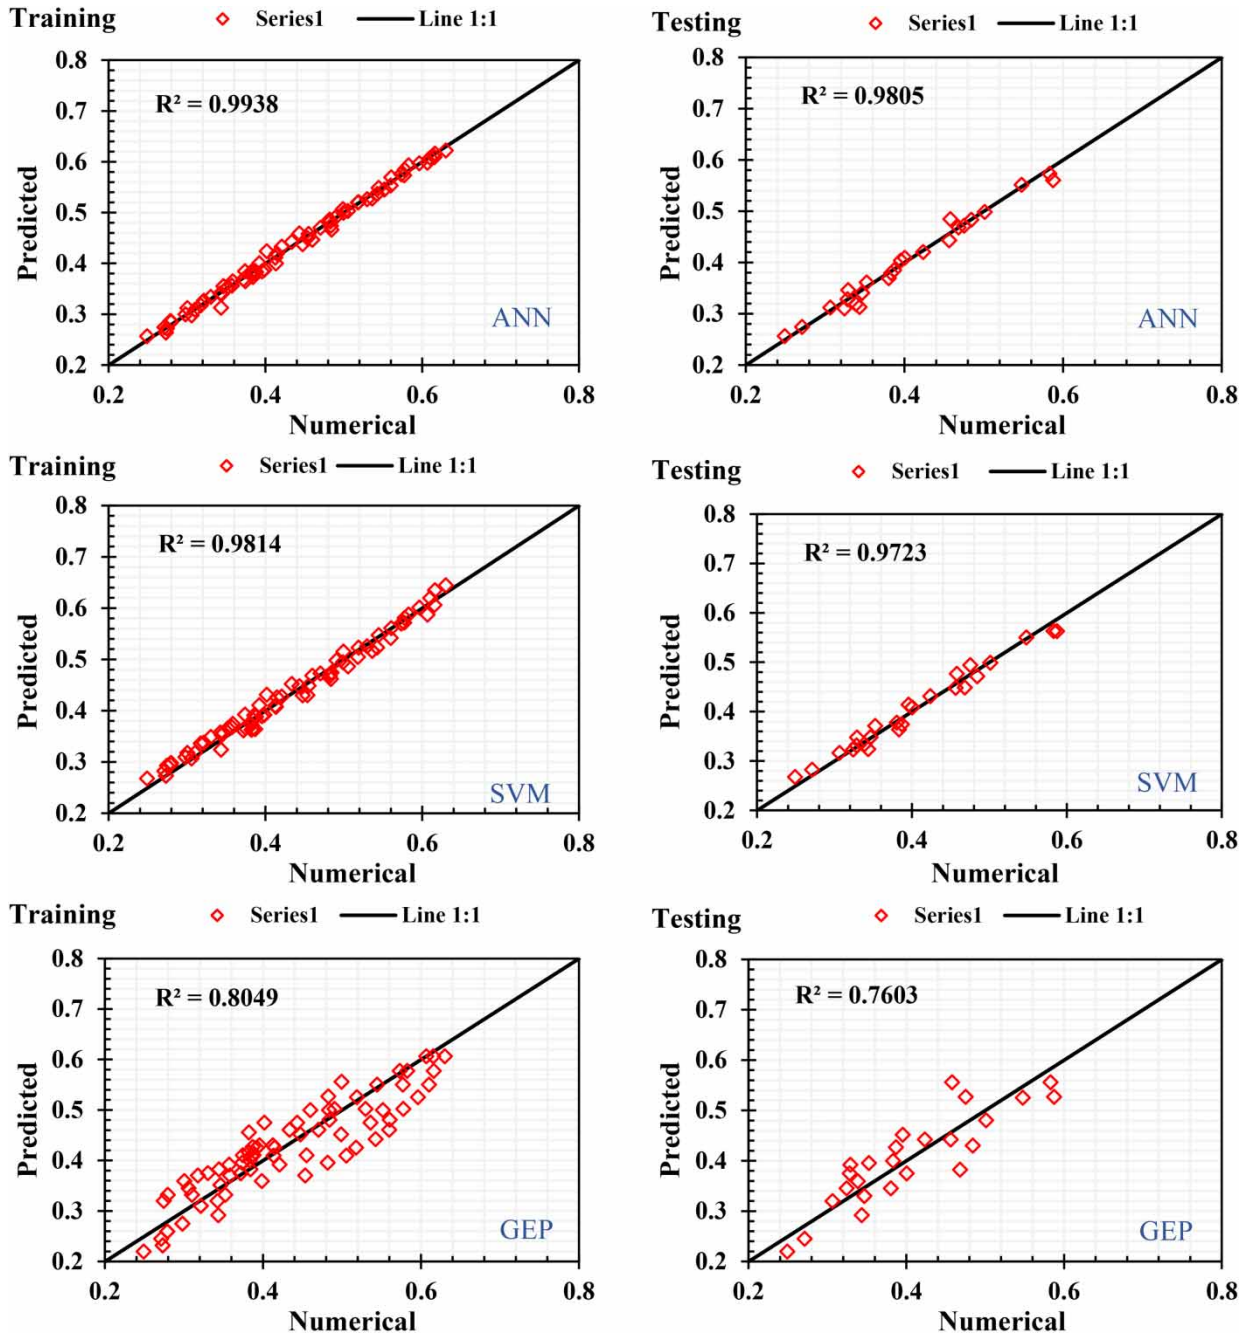 Training Series1 Line 1:1
0.8
0.7
0.6
0.5
0.4
0.3
0.2
Predicted
R² = 0.9938
ANN
0.2 0.4 0.6 0.8
Numerical
Testing Series1 Line 1:1
0.8
0.7
0.6
0.5
0.4
0.3
0.2
Predicted
R² = 0.9805
ANN
0.2 0.4 0.6 0.8
Numerical
Training Series1 Line 1:1
0.8
0.7
0.6
0.5
0.4
0.3
0.2
Predicted
R² = 0.9814
SVM
0.2 0.4 0.6 0.8
Numerical
Testing Series1 Line 1:1
0.8
0.7
0.6
0.5
0.4
0.3
0.2
Predicted
R² = 0.9723
SVM
0.2 0.4 0.6 0.8
Numerical
Training Series1 Line 1:1
0.8
0.7
0.6
0.5
0.4
0.3
0.2
Predicted
R² = 0.8049
GEP
0.2 0.4 0.6 0.8
Numerical
Testing Series1 Line 1:1
0.8
0.7
0.6
0.5
0.4
0.3
0.2
Predicted
R² = 0.7603
GEP
0.2 0.4 0.6 0.8
Numerical